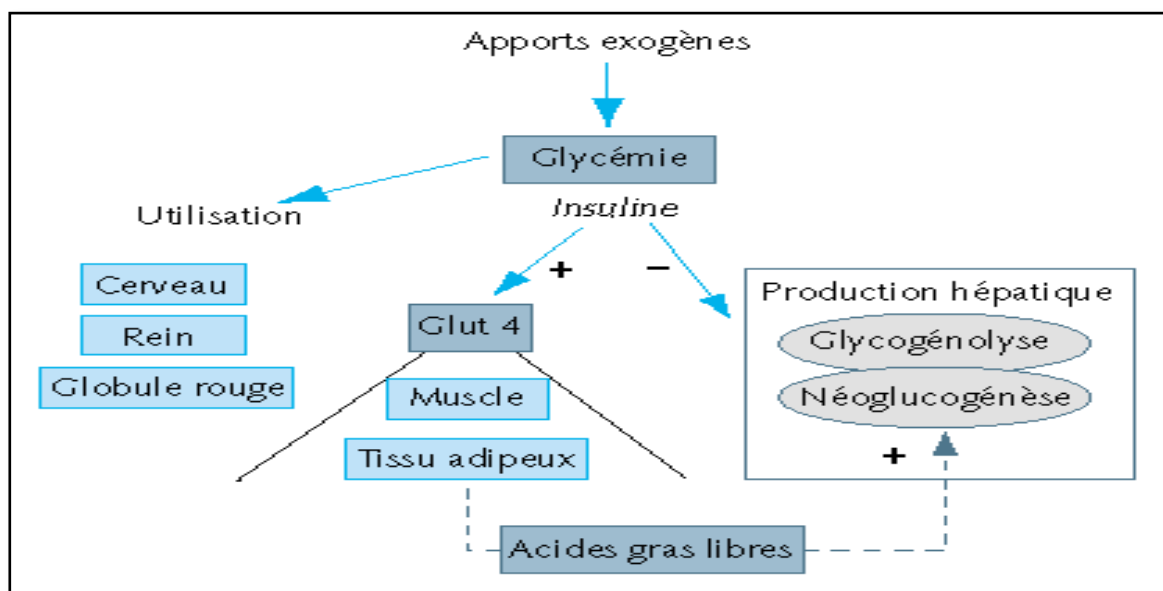 Apports exogènes
Glycémie
Utilisation
Insuline
+
−
Cerveau
Rein
Globule rouge
Glut 4
Muscle
Tissu adipeux
Production hépatique
Glycogénolyse
Néoglucogénèse
+
Acides gras libres